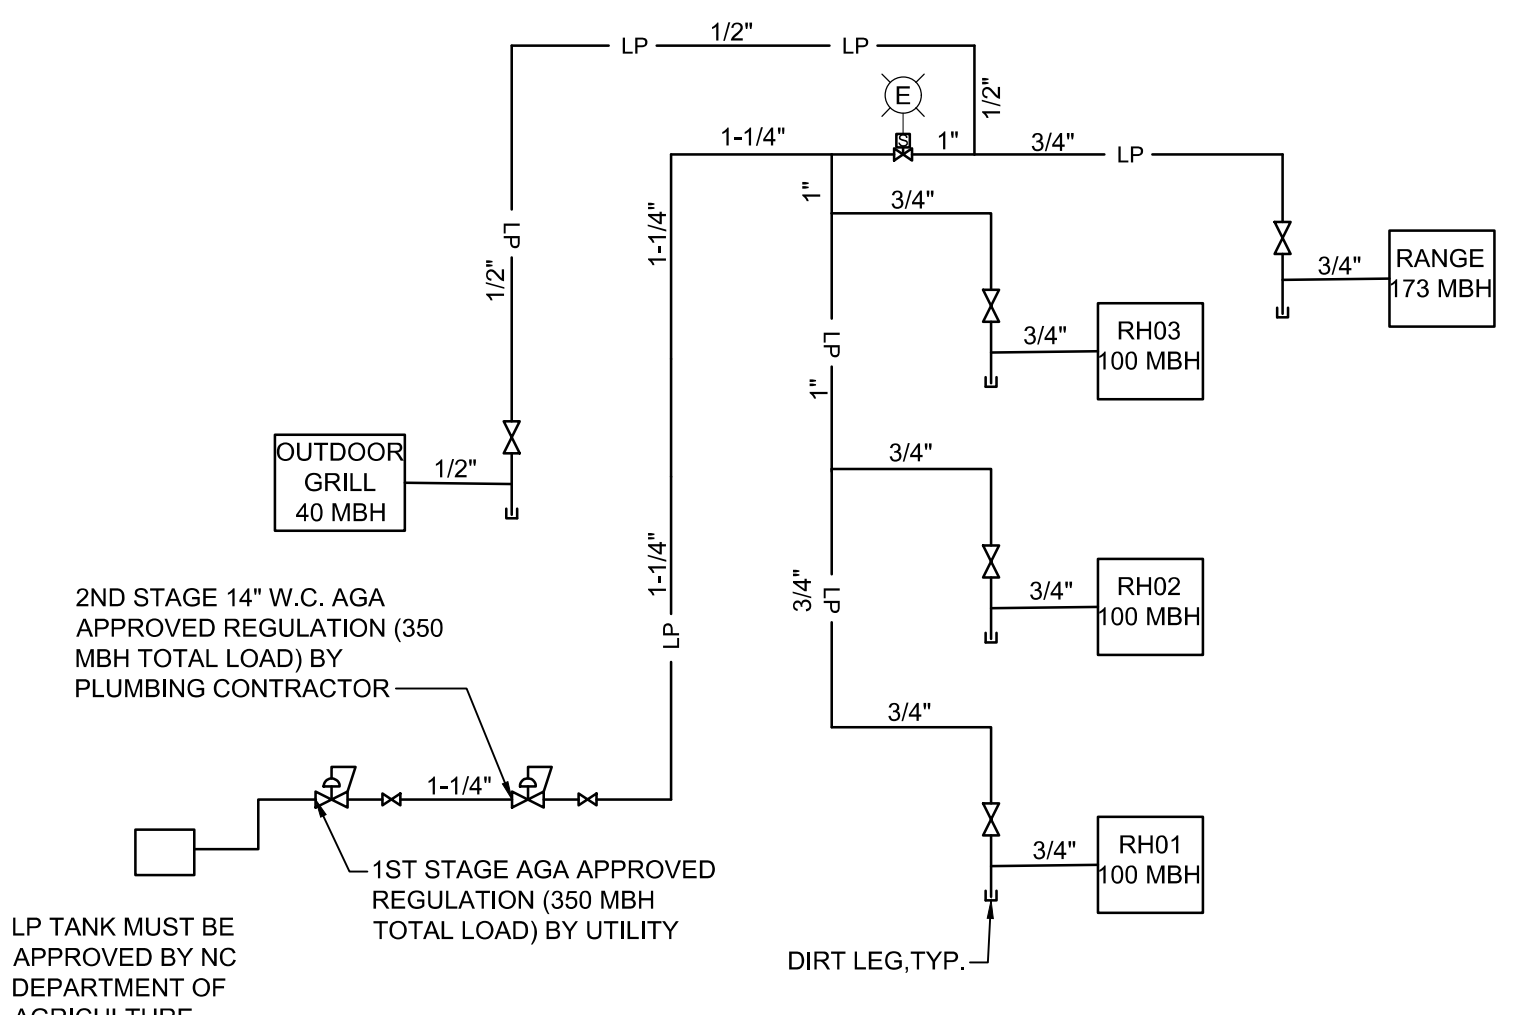 1/2"
LP
LP
E
1/2"
1-1/4"
S
1"
3/4"
LP
1"
3/4"
1-1/4"
LP
1/2"
3/4"
RANGE
173 MBH
LP
3/4"
RH03
100 MBH
1"
OUTDOOR
GRILL
40 MBH
1/2"
3/4"
1-1/4"
3/4"
LP
3/4"
RH02
100 MBH
LP
2ND STAGE 14" W.C. AGA
APPROVED REGULATION (350
MBH TOTAL LOAD) BY
PLUMBING CONTRACTOR
3/4"
1-1/4"
3/4"
RH01
100 MBH
1ST STAGE AGA APPROVED
REGULATION (350 MBH
TOTAL LOAD) BY UTILITY
DIRT LEG,TYP.
LP TANK MUST BE
APPROVED BY NC
DEPARTMENT OF
AGRICULTURE